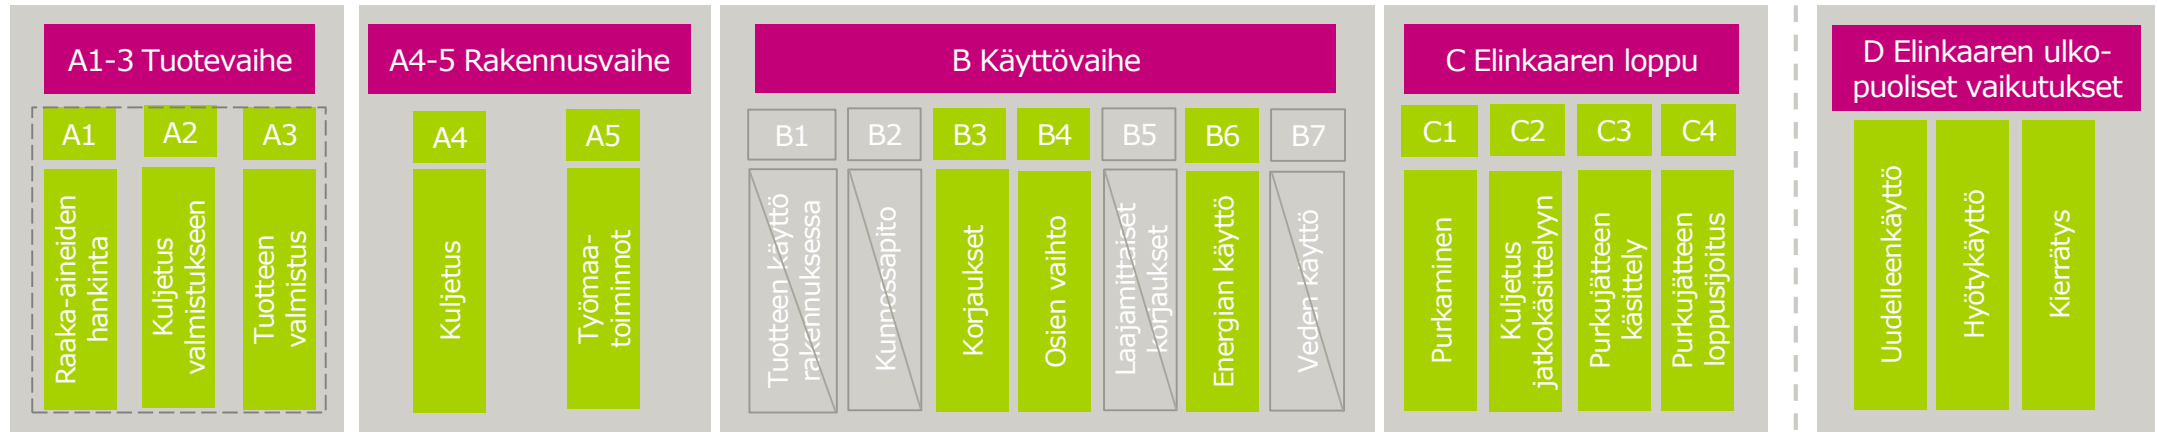 A1-3 Tuotevaihe
A1
A2
A3
Raaka-aineiden
hankinta
Kuljetus
valmistukseen
Tuotteen
valmistus
A4-5 Rakennusvaihe
A4
A5
Kuljetus
Työmaa-
toiminnot
B Käyttövaihe
B1
B2
B3
B4
B5
B6
B7
Tuotteen käyttö
rakennuksessa
Kunnossapito
Korjaukset
Osien vaihto
Laajamittaiset
korjaukset
Energian käyttö
Veden käyttö
C Elinkaaren loppu
C1
C2
C3
C4
Purkaminen
Kuljetus
jatkokäsittelyyn
Purkujätteen
käsittely
Purkujätteen
loppusijoitus
D Elinkaaren ulko-
puoliset vaikutukset
Uudelleenkäyttö
Hyötykäyttö
Kierrätys